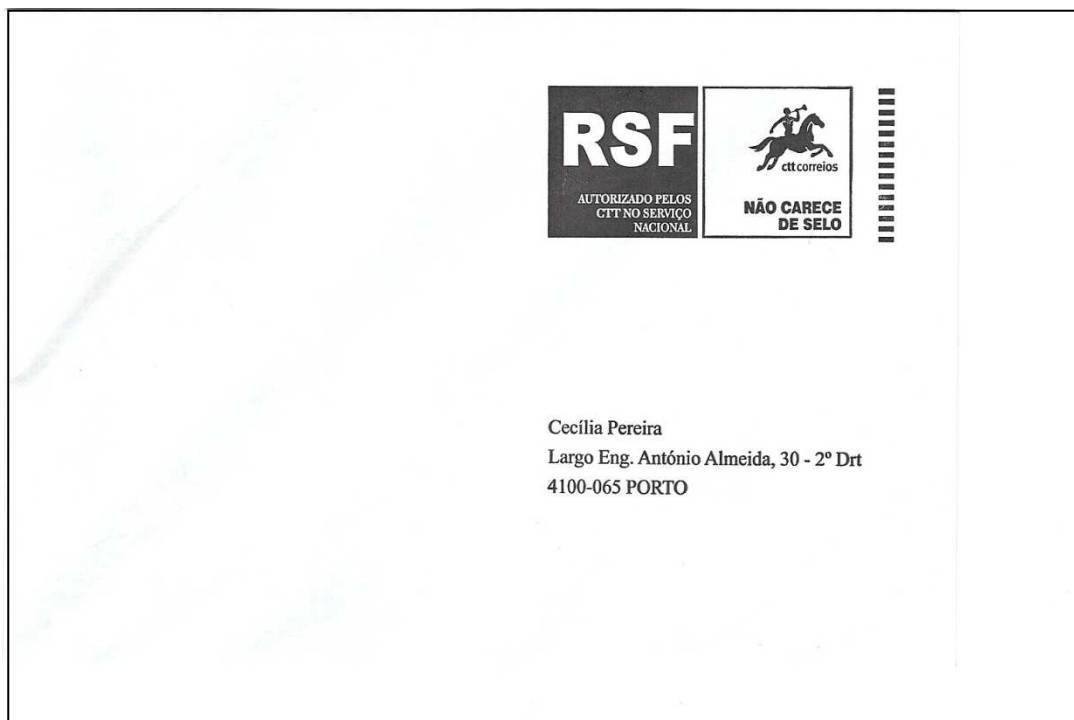 RSF
AUTORIZADO PELOS
CTT NO SERVIÇO
NACIONAL
ctt correios
NÃO CARECE
DE SELO
Cecília Pereira
Largo Eng. António Almeida, 30 - 2º Drt
4100-065 PORTO